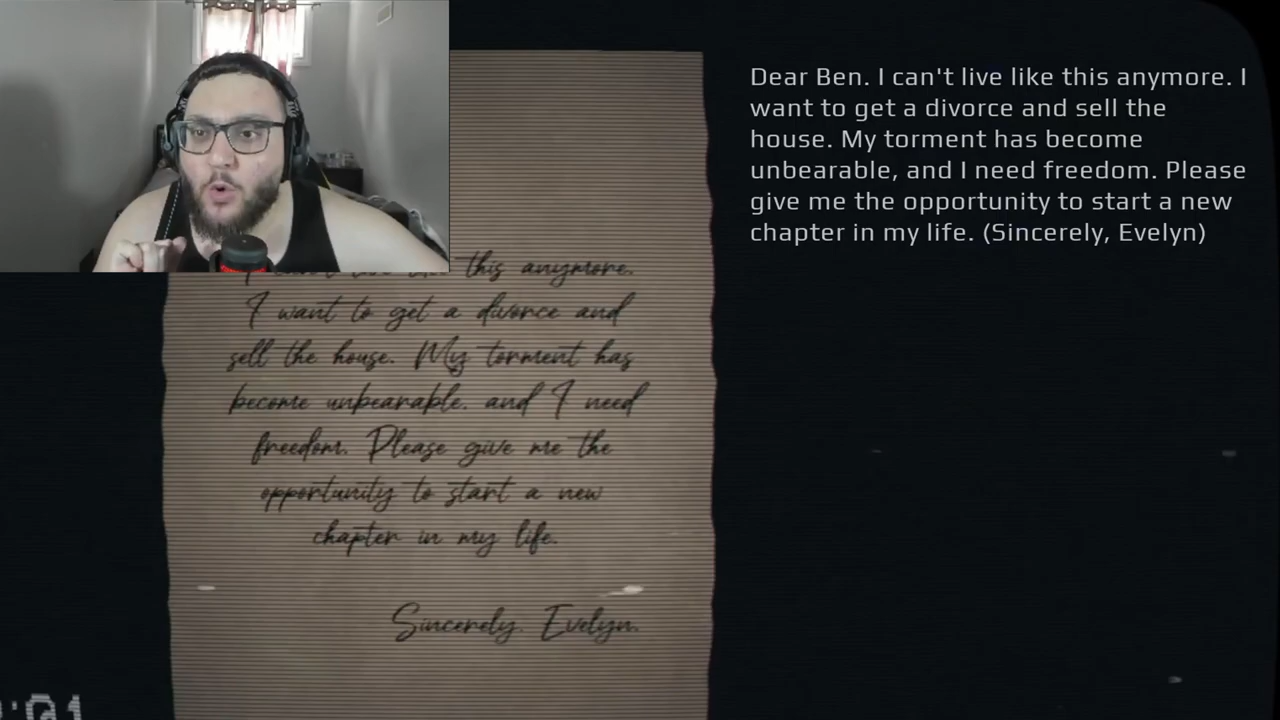 Dear Ben. I can't live like this anymore. I
want to get a divorce and sell the
house. My torment has become
unbearable, and I need freedom. Please
give me the opportunity to start a new
chapter in my life. (Sincerely, Evelyn)
this anymore.
I want to get a divorce and
sell the house. My torment has
become unbearable. and I need
freedom. Please give me the
opportunity to start a new
chapter in my life.
Sincerely, Evelyn.
:01